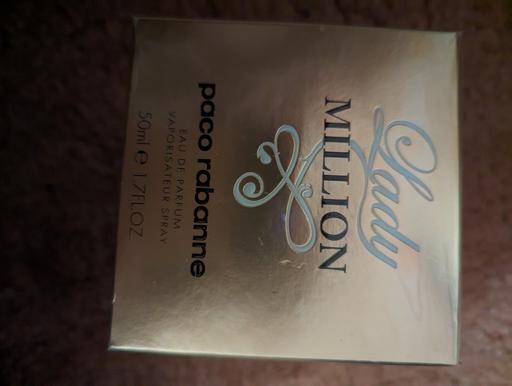 Lady
MILLION
paco rabanne
EAU DE PARFUM
VAPORISATEUR SPRAY
50ml e 1.7FL.OZ